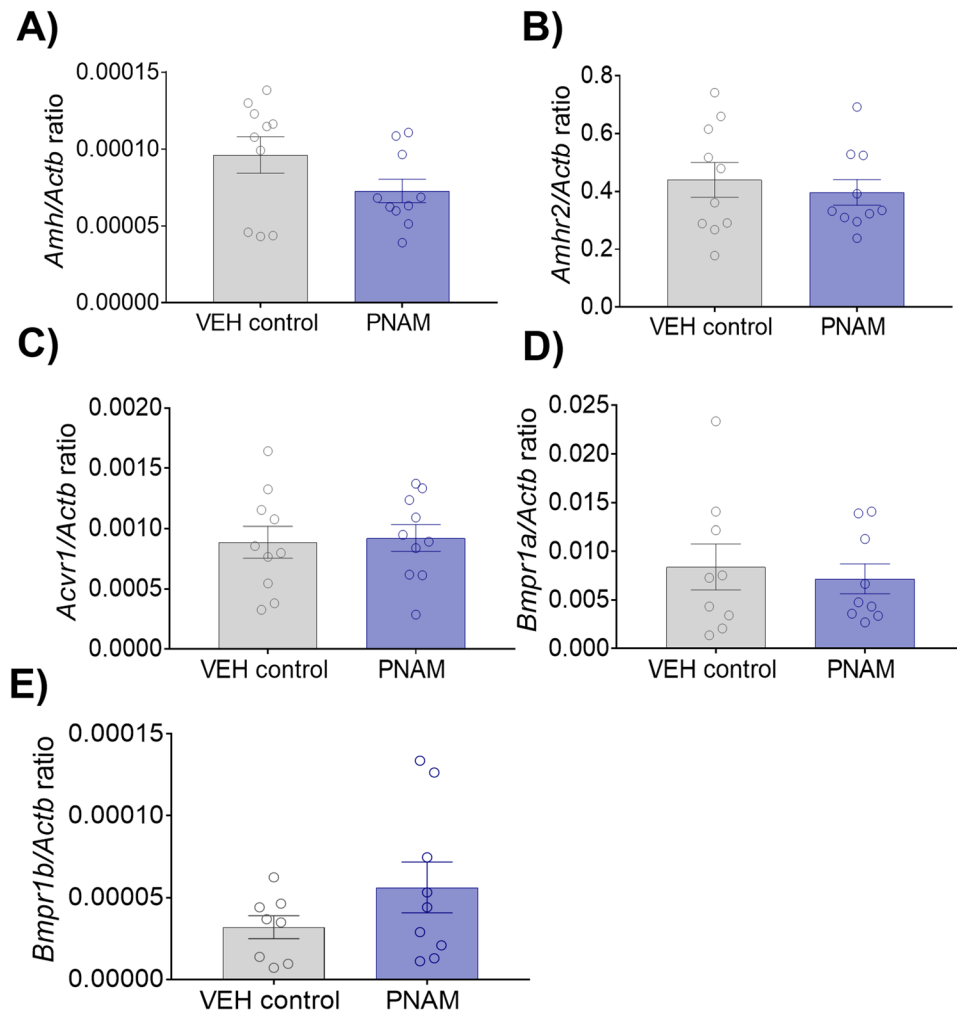 A)
Amh/Actb ratio
0.00015
0.00010
0.00005
0.00000
VEH control
PNAM
B)
Amhr2/Actb ratio
0.8
0.6
0.4
0.2
0.0
VEH control
PNAM
C)
Acvr1/Actb ratio
0.0020
0.0015
0.0010
0.0005
0.0000
VEH control
PNAM
D)
Bmpr1a/Actb ratio
0.025
0.020
0.015
0.010
0.005
0.000
VEH control
PNAM
E)
Bmpr1b/Actb ratio
0.00015
0.00010
0.00005
0.00000
VEH control
PNAM